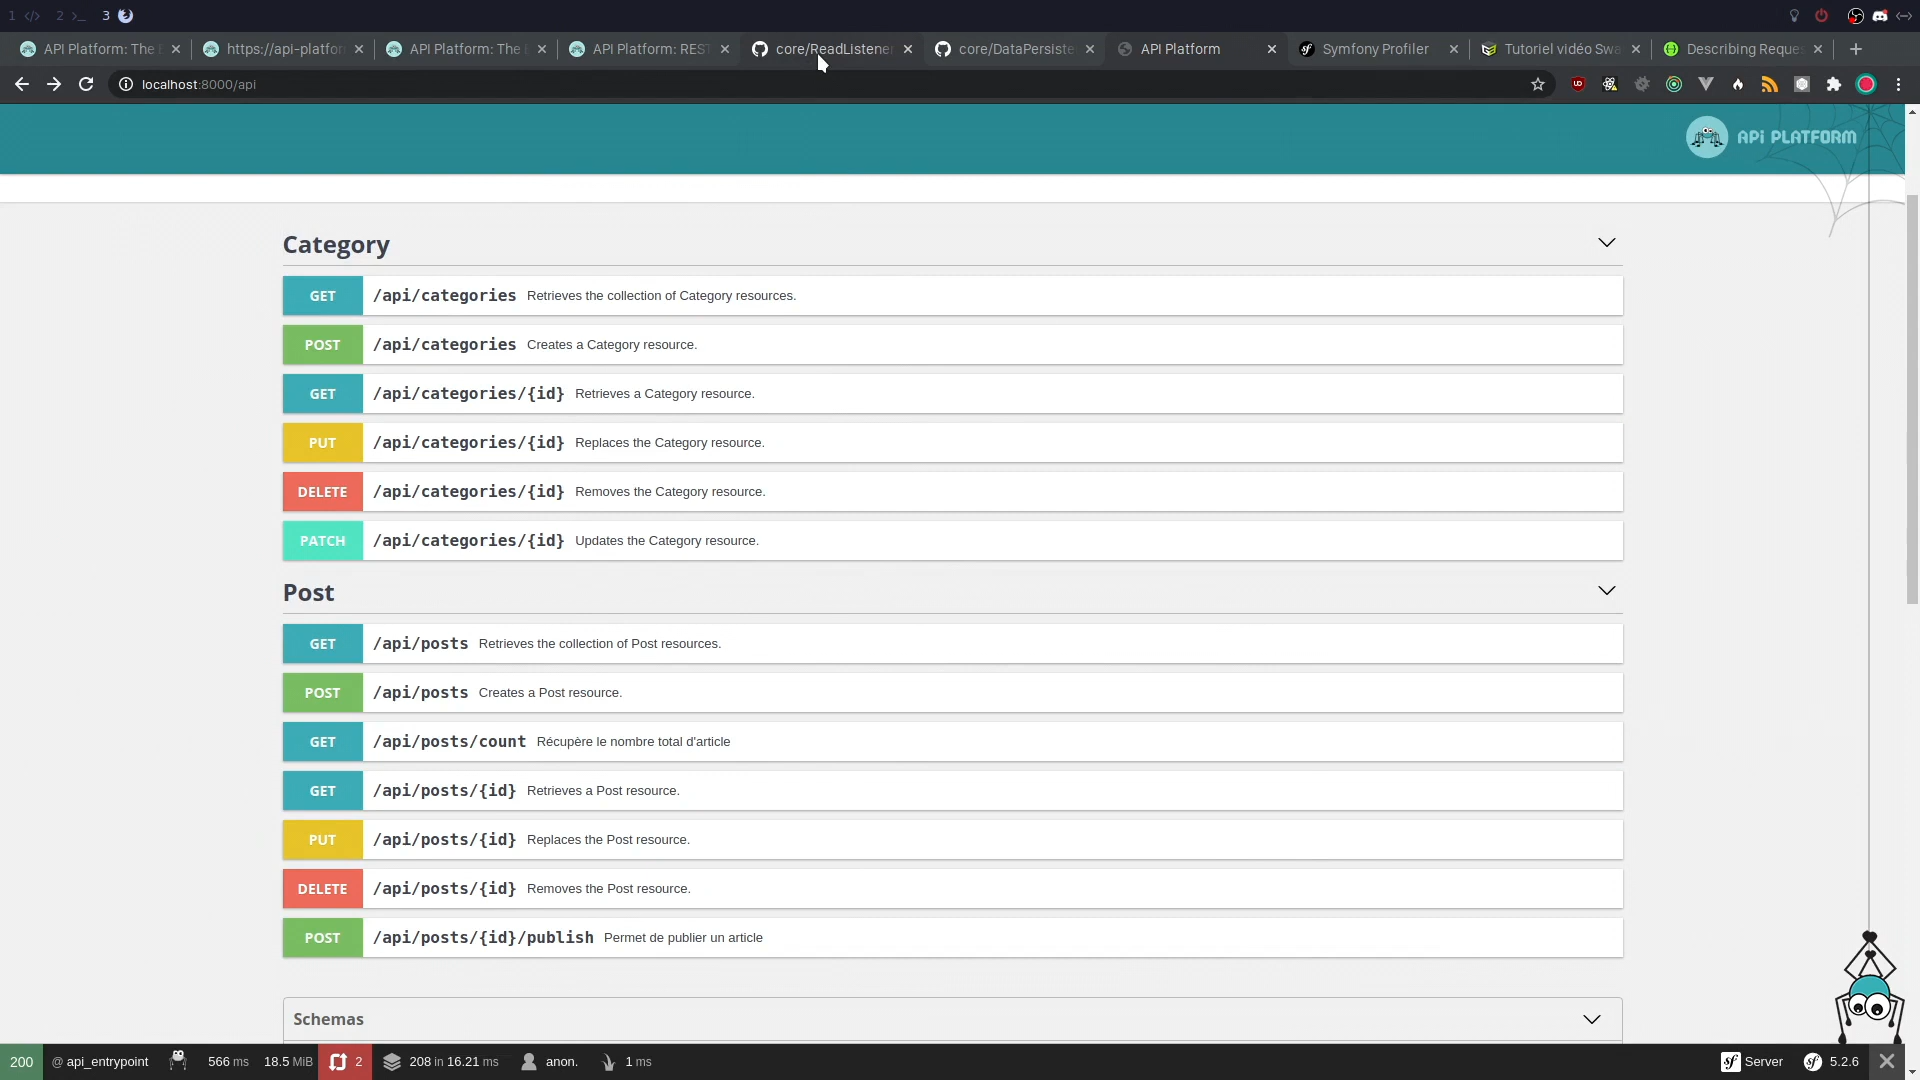 1 </> 2 >_ 3
API Platform: The
https://api-platfor
API Platform: The
API Platform: REST
core/ReadListener
core/DataPersiste
API Platform
Symfony Profiler
Tutoriel vidéo Swa
Describing Reque
localhost:8000/api
API PLATFORM
Category
GET /api/categories Retrieves the collection of Category resources.
POST /api/categories Creates a Category resource.
GET /api/categories/{id} Retrieves a Category resource.
PUT /api/categories/{id} Replaces the Category resource.
DELETE /api/categories/{id} Removes the Category resource.
PATCH /api/categories/{id} Updates the Category resource.
Post
GET /api/posts Retrieves the collection of Post resources.
POST /api/posts Creates a Post resource.
GET /api/posts/count Récupère le nombre total d'article
GET /api/posts/{id} Retrieves a Post resource.
PUT /api/posts/{id} Replaces the Post resource.
DELETE /api/posts/{id} Removes the Post resource.
POST /api/posts/{id}/publish Permet de publier un article
Schemas
200 @ api_entrypoint 566 ms 18.5 MiB 2 208 in 16.21 ms anon. 1 ms sf Server sf 5.2.6